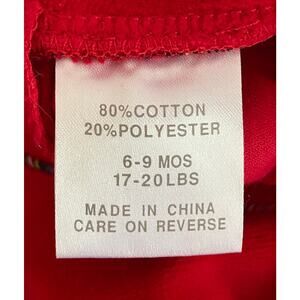 80%COTTON
20%POLYESTER
6-9 MOS
17-20LBS
MADE IN CHINA
CARE ON REVERSE